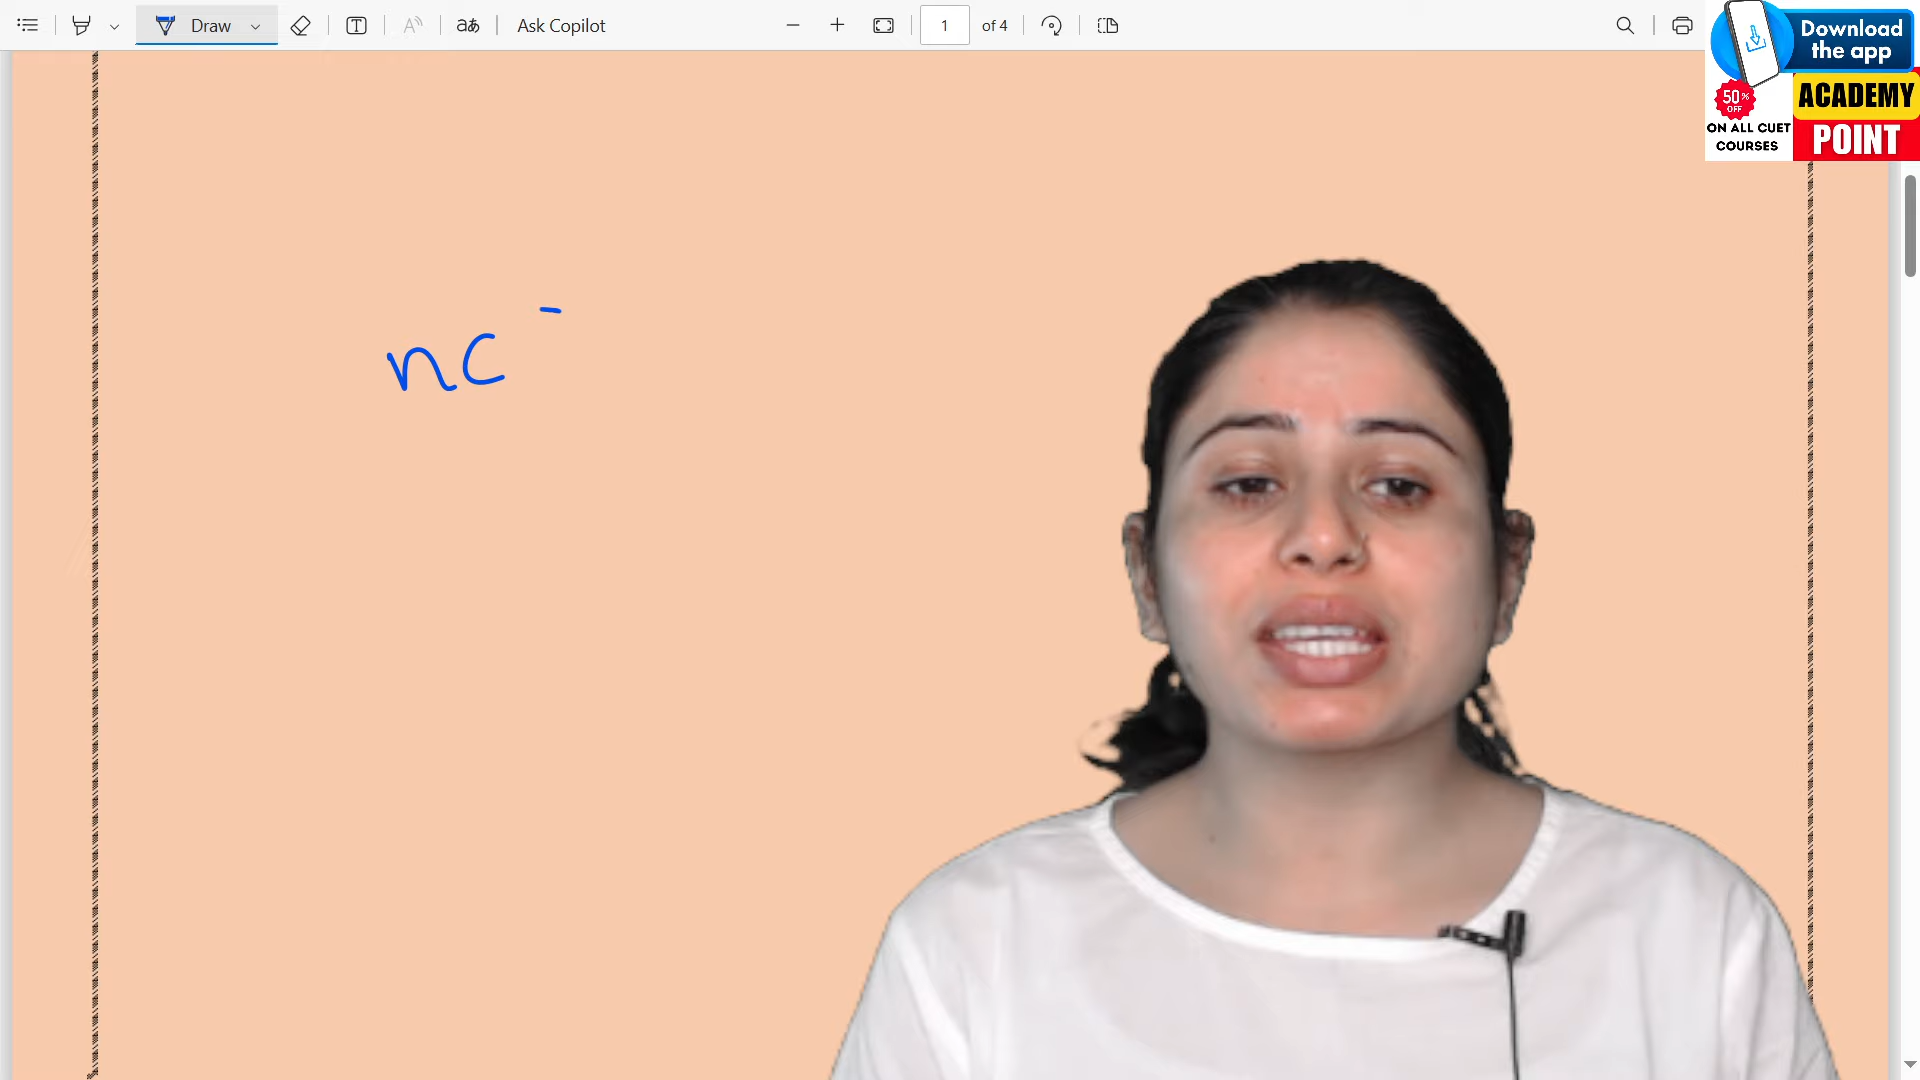 Draw
Ask Copilot
1 of 4
Download
the app
50%
OFF
ON ALL CUET
COURSES
ACADEMY
POINT
nc -